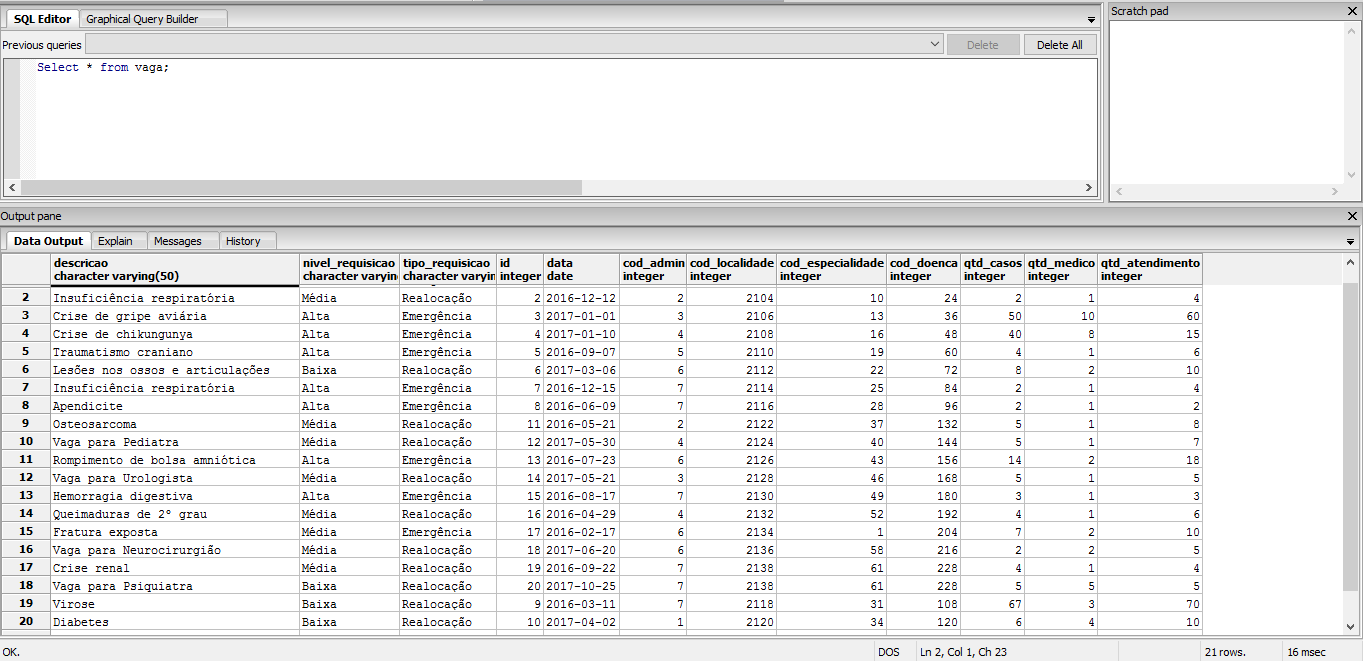 SQL Editor Graphical Query Builder
Scratch pad
Previous queries Delete Delete All
Select * from vaga;
Output pane
Data Output Explain Messages History
descricao nivel_requisicao tipo_requisicao id data cod_admin cod_localidade cod_especialidade cod_doenca qtd_casos qtd_medico qtd_atendimento
character varying(50) character varyin character varyin integer date integer integer integer integer integer integer integer
2 Insuficiência respiratória Média Realocação 2 2016-12-12 2 2104 10 24 2 1 4
3 Crise de gripe aviária Alta Emergência 3 2017-01-01 3 2106 13 36 50 10 60
4 Crise de chikungunya Alta Emergência 4 2017-01-10 4 2108 16 48 40 8 15
5 Traumatismo craniano Alta Emergência 5 2016-09-07 5 2110 19 60 4 1 6
6 Lesões nos ossos e articulações Baixa Realocação 6 2017-03-06 6 2112 22 72 8 2 10
7 Insuficiência respiratória Alta Emergência 7 2016-12-15 7 2114 25 84 2 1 4
8 Apendicite Alta Emergência 8 2016-06-09 7 2116 28 96 2 1 2
9 Osteosarcoma Média Realocação 11 2016-05-21 2 2122 37 132 5 1 8
10 Vaga para Pediatra Média Realocação 12 2017-05-30 4 2124 40 144 5 1 7
11 Rompimento de bolsa amniótica Alta Emergência 13 2016-07-23 6 2126 43 156 14 2 18
12 Vaga para Urologista Média Realocação 14 2017-05-21 3 2128 46 168 5 1 5
13 Hemorragia digestiva Alta Emergência 15 2016-08-17 7 2130 49 180 3 1 3
14 Queimaduras de 2º grau Média Realocação 16 2016-04-29 4 2132 52 192 4 1 6
15 Fratura exposta Média Emergência 17 2016-02-17 6 2134 1 204 7 2 10
16 Vaga para Neurocirurgião Média Realocação 18 2017-06-20 6 2136 58 216 2 2 5
17 Crise renal Média Realocação 19 2016-09-22 7 2138 61 228 4 1 4
18 Vaga para Psiquiatra Baixa Realocação 20 2017-10-25 7 2138 61 228 5 5 5
19 Virose Baixa Realocação 9 2016-03-11 7 2118 31 108 67 3 70
20 Diabetes Baixa Realocação 10 2017-04-02 1 2120 34 120 6 4 10
OK. DOS Ln 2, Col 1, Ch 23 21 rows. 16 msec